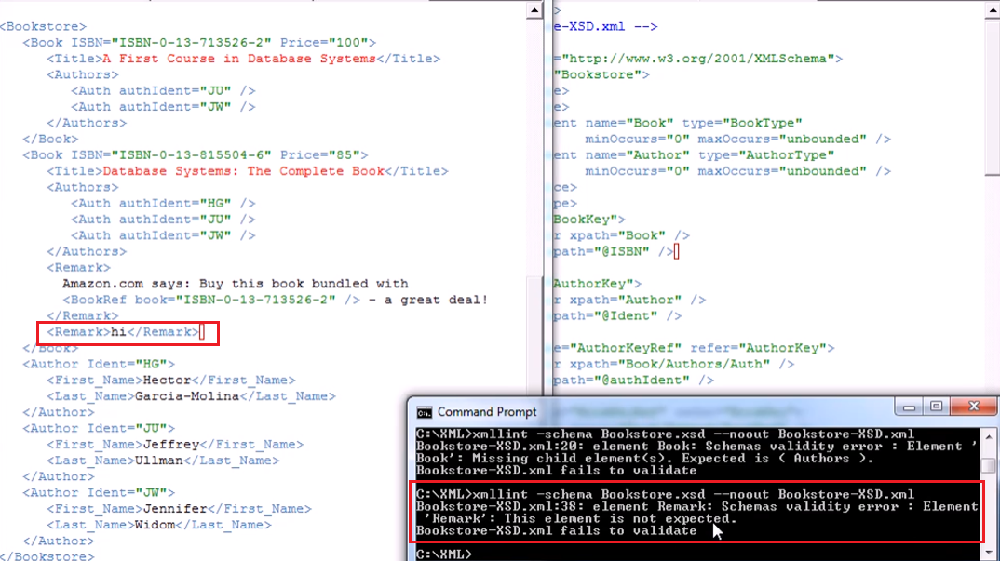 <Bookstore>
<Book ISBN="ISBN-0-13-713526-2" Price="100">
<Title>A First Course in Database Systems</Title>
<Authors>
<Auth authIdent="JU" />
<Auth authIdent="JW" />
</Authors>
</Book>
<Book ISBN="ISBN-0-13-815504-6" Price="85">
<Title>Database Systems: The Complete Book</Title>
<Authors>
<Auth authIdent="HG" />
<Auth authIdent="JU" />
<Auth authIdent="JW" />
</Authors>
<Remark>
Amazon.com says: Buy this book bundled with
<BookRef book="ISBN-0-13-713526-2" /> - a great deal!
</Remark>
<Remark>hi</Remark>
</Book>
<Author Ident="HG">
<First_Name>Hector</First_Name>
<Last_Name>Garcia-Molina</Last_Name>
</Author>
<Author Ident="JU">
<First_Name>Jeffrey</First_Name>
<Last_Name>Ullman</Last_Name>
</Author>
<Author Ident="JW">
<First_Name>Jennifer</First_Name>
<Last_Name>Widom</Last_Name>
</Author>
</Bookstore>
>
e-XSD.xml -->
="http://www.w3.org/2001/XMLSchema">
"Bookstore">
e>
e>
ent name="Book" type="BookType"
minOccurs="0" maxOccurs="unbounded" />
ent name="Author" type="AuthorType"
minOccurs="0" maxOccurs="unbounded" />
ce>
pe>
BookKey">
r xpath="Book" />
path="@ISBN" />
AuthorKey">
r xpath="Author" />
path="@Ident" />
="AuthorKeyRef" refer="AuthorKey">
r xpath="Book/Authors/Auth" />
path="@authIdent" />
Command Prompt
C:\XML>xmllint -schema Bookstore.xsd --noout Bookstore-XSD.xml
Bookstore-XSD.xml:20: element Book: Schemas validity error : Element '
Book': Missing child element(s). Expected is ( Authors ).
Bookstore-XSD.xml fails to validate
C:\XML>xmllint -schema Bookstore.xsd --noout Bookstore-XSD.xml
Bookstore-XSD.xml:38: element Remark: Schemas validity error : Element
'Remark': This element is not expected.
Bookstore-XSD.xml fails to validate
C:\XML>